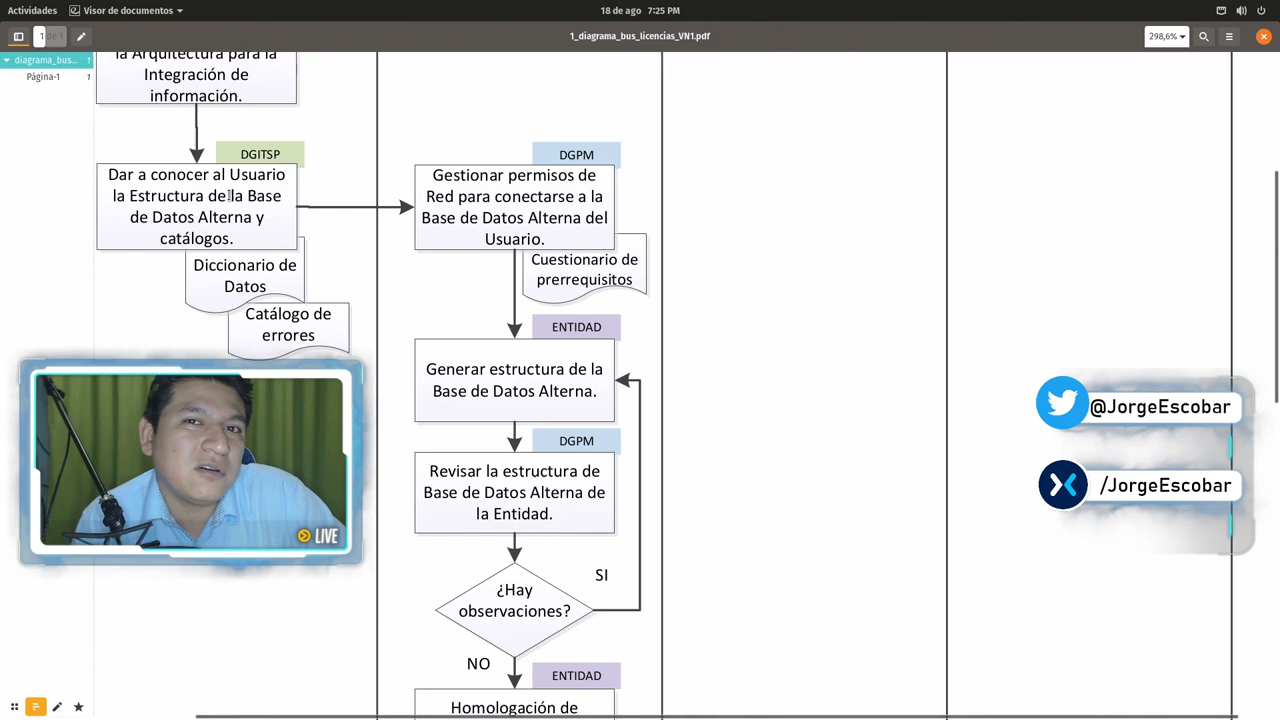 Actividades
Visor de documentos
18 de ago 7:25 PM
1 de 1
1_diagrama_bus_licencias_VN1.pdf
298,6%
diagrama_bus... 1
Página-1 1
la Arquitectura para la
Integración de
información.
DGITSP
Dar a conocer al Usuario
la Estructura de la Base
de Datos Alterna y
catálogos.
Diccionario de
Datos
Catálogo de
errores
DGPM
Gestionar permisos de
Red para conectarse a la
Base de Datos Alterna del
Usuario.
Cuestionario de
prerrequisitos
ENTIDAD
Generar estructura de la
Base de Datos Alterna.
DGPM
Revisar la estructura de
Base de Datos Alterna de
la Entidad.
¿Hay
observaciones?
SI
NO
ENTIDAD
Homologación de
LIVE
@JorgeEscobar
/JorgeEscobar